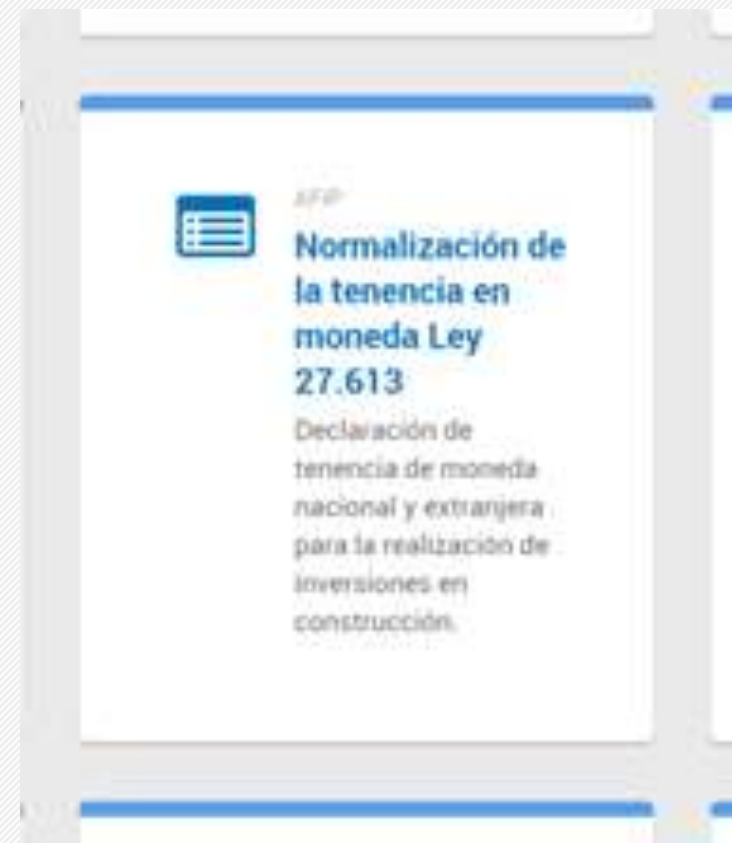 AFIP
Normalización de
la tenencia en
moneda Ley
27.613
Declaración de
tenencia de moneda
nacional y extranjera
para la realización de
inversiones en
construcción.